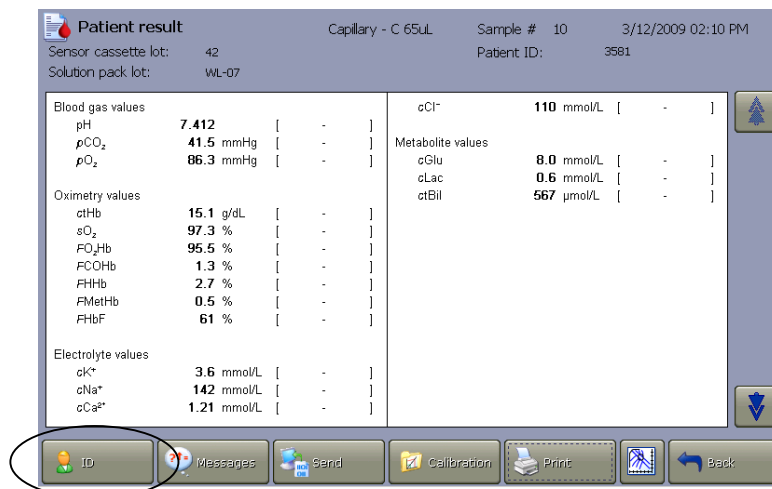 Patient result Capillary - C 65uL Sample # 10 3/12/2009 02:10 PM
Sensor cassette lot: 42 Patient ID: 3581
Solution pack lot: WL-07
Blood gas values
pH 7.412 [ - ]
pCO₂ 41.5 mmHg [ - ]
pO₂ 86.3 mmHg [ - ]
Oximetry values
ctHb 15.1 g/dL [ - ]
sO₂ 97.3 % [ - ]
FO₂Hb 95.5 % [ - ]
FCOHb 1.3 % [ - ]
FHHb 2.7 % [ - ]
FMetHb 0.5 % [ - ]
FHbF 61 % [ - ]
Electrolyte values
cK⁺ 3.6 mmol/L [ - ]
cNa⁺ 142 mmol/L [ - ]
cCa²⁺ 1.21 mmol/L [ - ]
cCl⁻ 110 mmol/L [ - ]
Metabolite values
cGlu 8.0 mmol/L [ - ]
cLac 0.6 mmol/L [ - ]
ctBil 567 µmol/L [ - ]
ID Messages Send Calibration Print Back